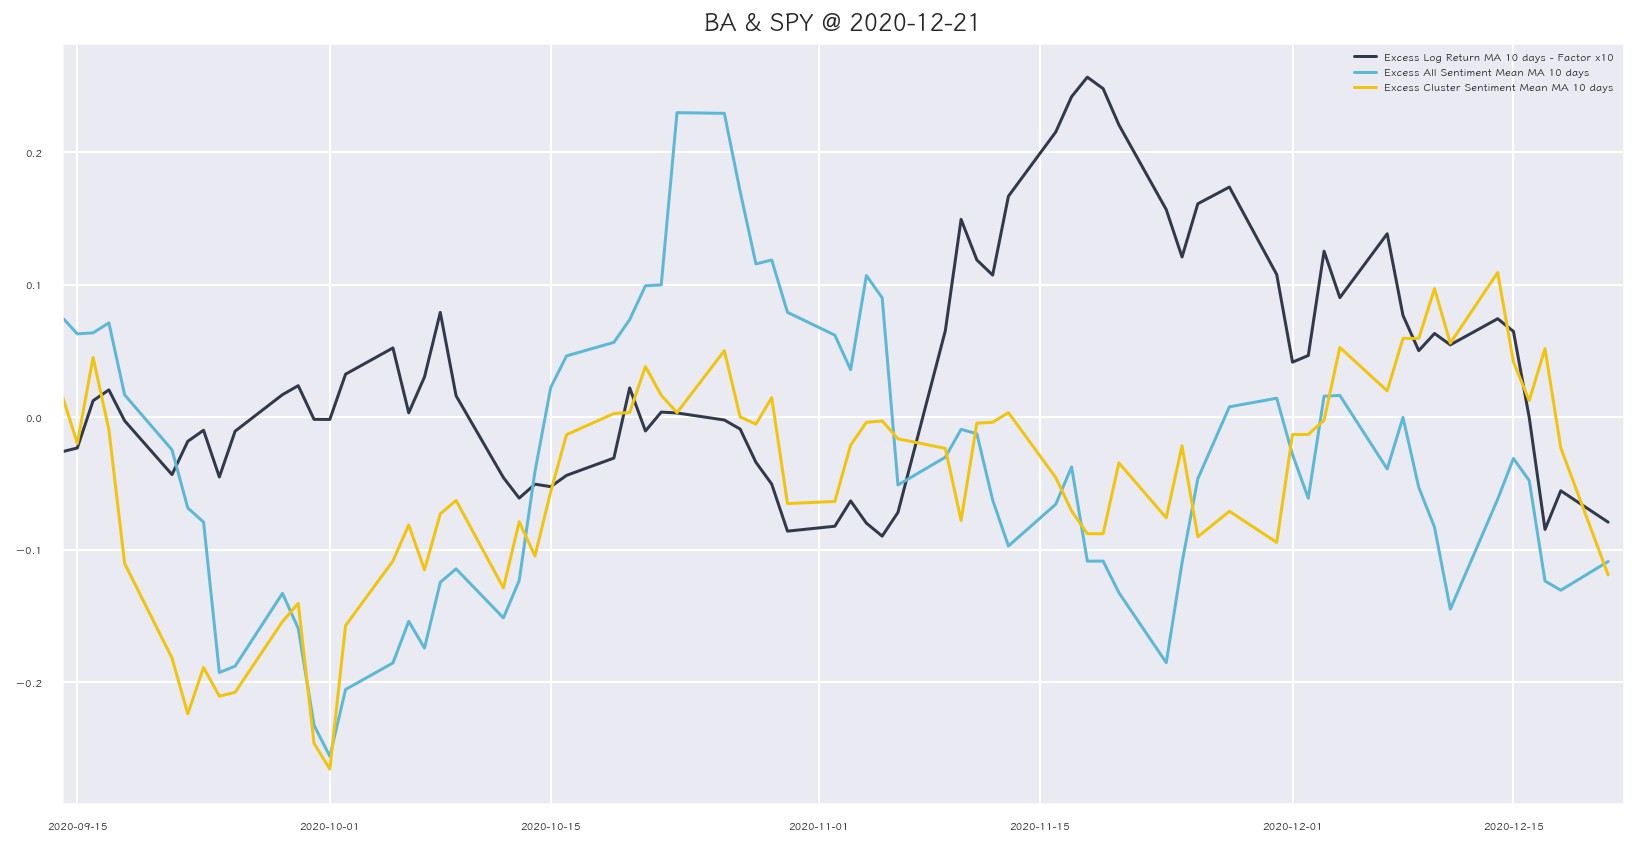 BA & SPY @ 2020-12-21
Excess Log Return MA 10 days - Factor x10
Excess All Sentiment Mean MA 10 days
Excess Cluster Sentiment Mean MA 10 days
0.2
0.1
0.0
−0.1
−0.2
2020-09-15 2020-10-01 2020-10-15 2020-11-01 2020-11-15 2020-12-01 2020-12-15